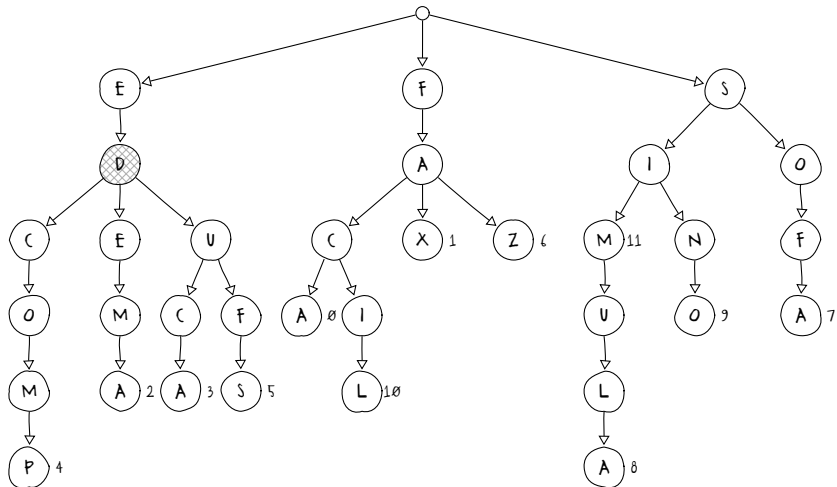 E F S
D A I O
C E U C X 1 Z 6 M 11 N F
O M C F A 0 I U O 9 A 7
M A 2 A 3 S 5 L 10 L
P 4 A 8